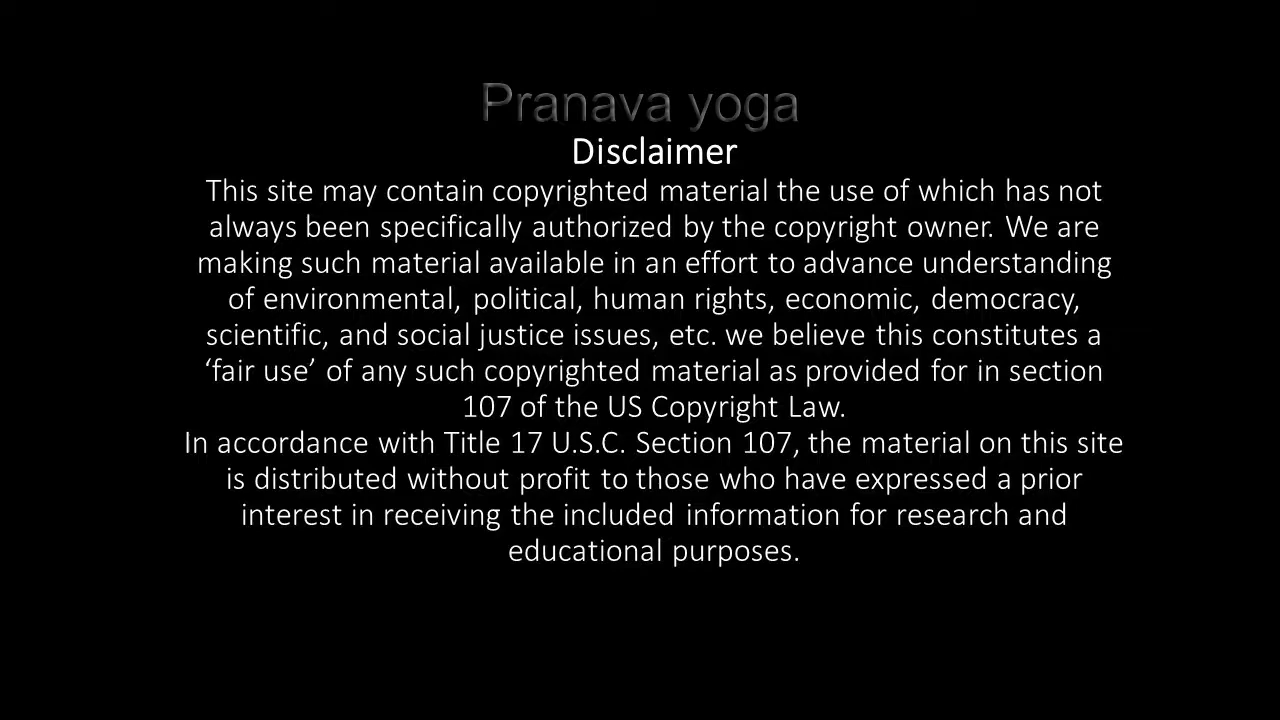 Pranava yoga
Disclaimer
This site may contain copyrighted material the use of which has not
always been specifically authorized by the copyright owner. We are
making such material available in an effort to advance understanding
of environmental, political, human rights, economic, democracy,
scientific, and social justice issues, etc. we believe this constitutes a
‘fair use’ of any such copyrighted material as provided for in section
107 of the US Copyright Law.
In accordance with Title 17 U.S.C. Section 107, the material on this site
is distributed without profit to those who have expressed a prior
interest in receiving the included information for research and
educational purposes.